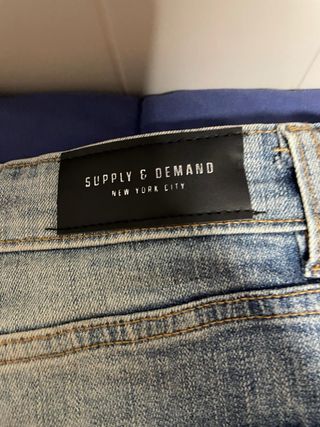 SUPPLY & DEMAND
NEW YORK CITY